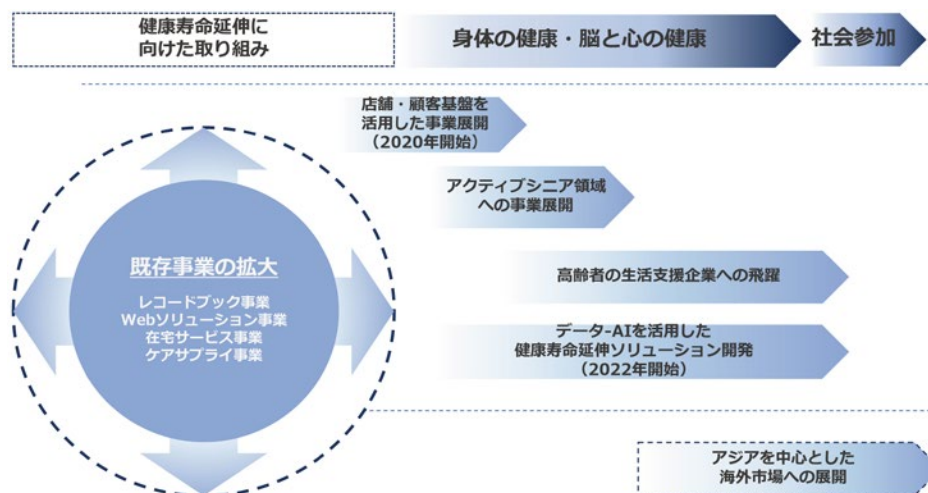 健康寿命延伸に
向けた取り組み
身体の健康・脳と心の健康
社会参加
店舗・顧客基盤を
活用した事業展開
（2020年開始）
アクティブシニア領域
への事業展開
既存事業の拡大
レコードブック事業
Webソリューション事業
在宅サービス事業
ケアサプライ事業
高齢者の生活支援企業への飛躍
データ-AIを活用した
健康寿命延伸ソリューション開発
（2022年開始）
アジアを中心とした
海外市場への展開